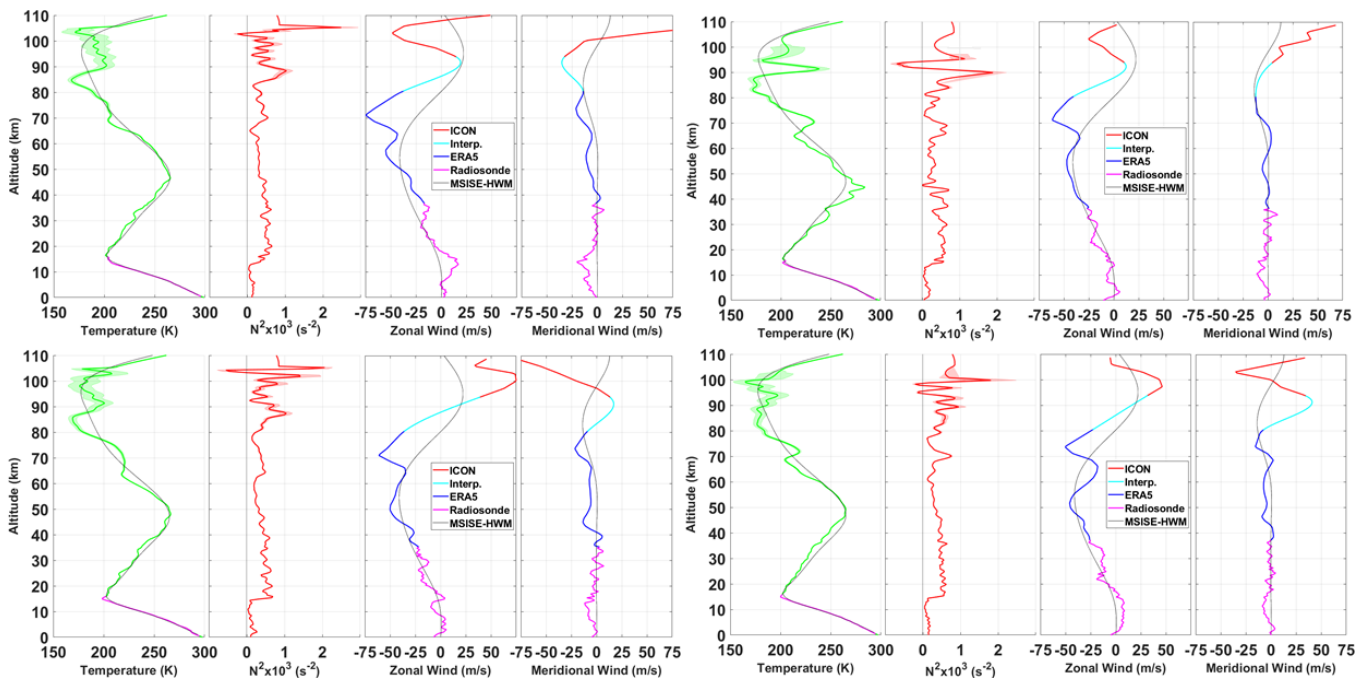 110
100
90
80
70
60
50
40
30
20
10
0
Altitude (km)
150 200 250 300
Temperature (K)
0 1 2
N²x10³ (s⁻²)
-75 -50 -25 0 25 50
Zonal Wind (m/s)
ICON
Interp.
ERA5
Radiosonde
MSISE-HWM
-75 -50 -25 0 25 50 75
Meridional Wind (m/s)
110
100
90
80
70
60
50
40
30
20
10
0
Altitude (km)
150 200 250 300
Temperature (K)
0 1 2
N²x10³ (s⁻²)
-75 -50 -25 0 25 50
Zonal Wind (m/s)
ICON
Interp.
ERA5
Radiosonde
MSISE-HWM
-75 -50 -25 0 25 50 75
Meridional Wind (m/s)
110
100
90
80
70
60
50
40
30
20
10
0
Altitude (km)
150 200 250 300
Temperature (K)
0 1 2
N²x10³ (s⁻²)
-75 -50 -25 0 25 50
Zonal Wind (m/s)
ICON
Interp.
ERA5
Radiosonde
MSISE-HWM
-75 -50 -25 0 25 50 75
Meridional Wind (m/s)
110
100
90
80
70
60
50
40
30
20
10
0
Altitude (km)
150 200 250 300
Temperature (K)
0 1 2
N²x10³ (s⁻²)
-75 -50 -25 0 25 50
Zonal Wind (m/s)
ICON
Interp.
ERA5
Radiosonde
MSISE-HWM
-75 -50 -25 0 25 50 75
Meridional Wind (m/s)